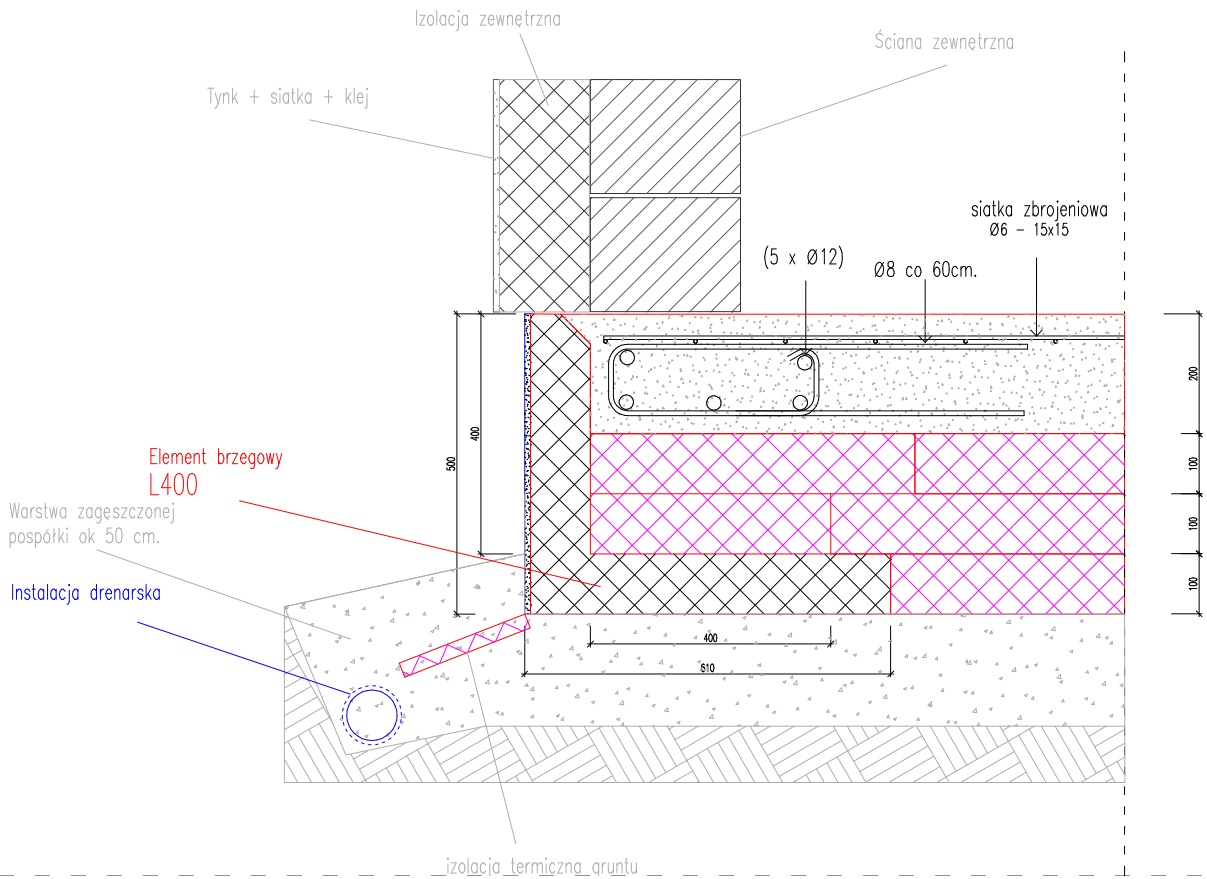 Izolacja zewnętrzna
Ściana zewnętrzna
Tynk + siatka + klej
siatka zbrojeniowa
Ø6 - 15x15
(5 x Ø12)
Ø8 co 60cm.
200
400
500
100
100
100
Element brzegowy
L400
Warstwa zagęszczonej
pospółki ok 50 cm.
Instalacja drenarska
400
610
izolacja termiczna gruntu